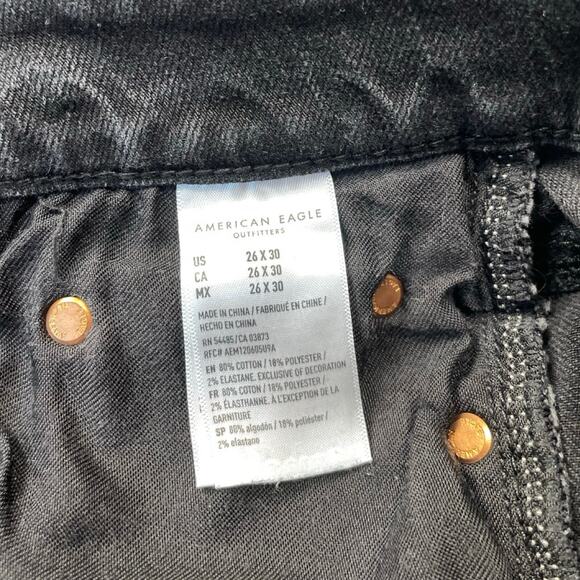 AMERICAN EAGLE
OUTFITTERS
US 26 X 30
CA 26 X 30
MX 26 X 30
MADE IN CHINA / FABRIQUÉ EN CHINE /
HECHO EN CHINA
RN 54485/CA 03873
RFC# AEM120605U9A
EN 80% COTTON / 18% POLYESTER /
2% ELASTANE. EXCLUSIVE OF DECORATION
FR 80% COTON / 18% POLYESTER /
2% ÉLASTHANNE. À L'EXCEPTION DE LA
GARNITURE
SP 80% algodón / 18% poliéster /
2% elastano